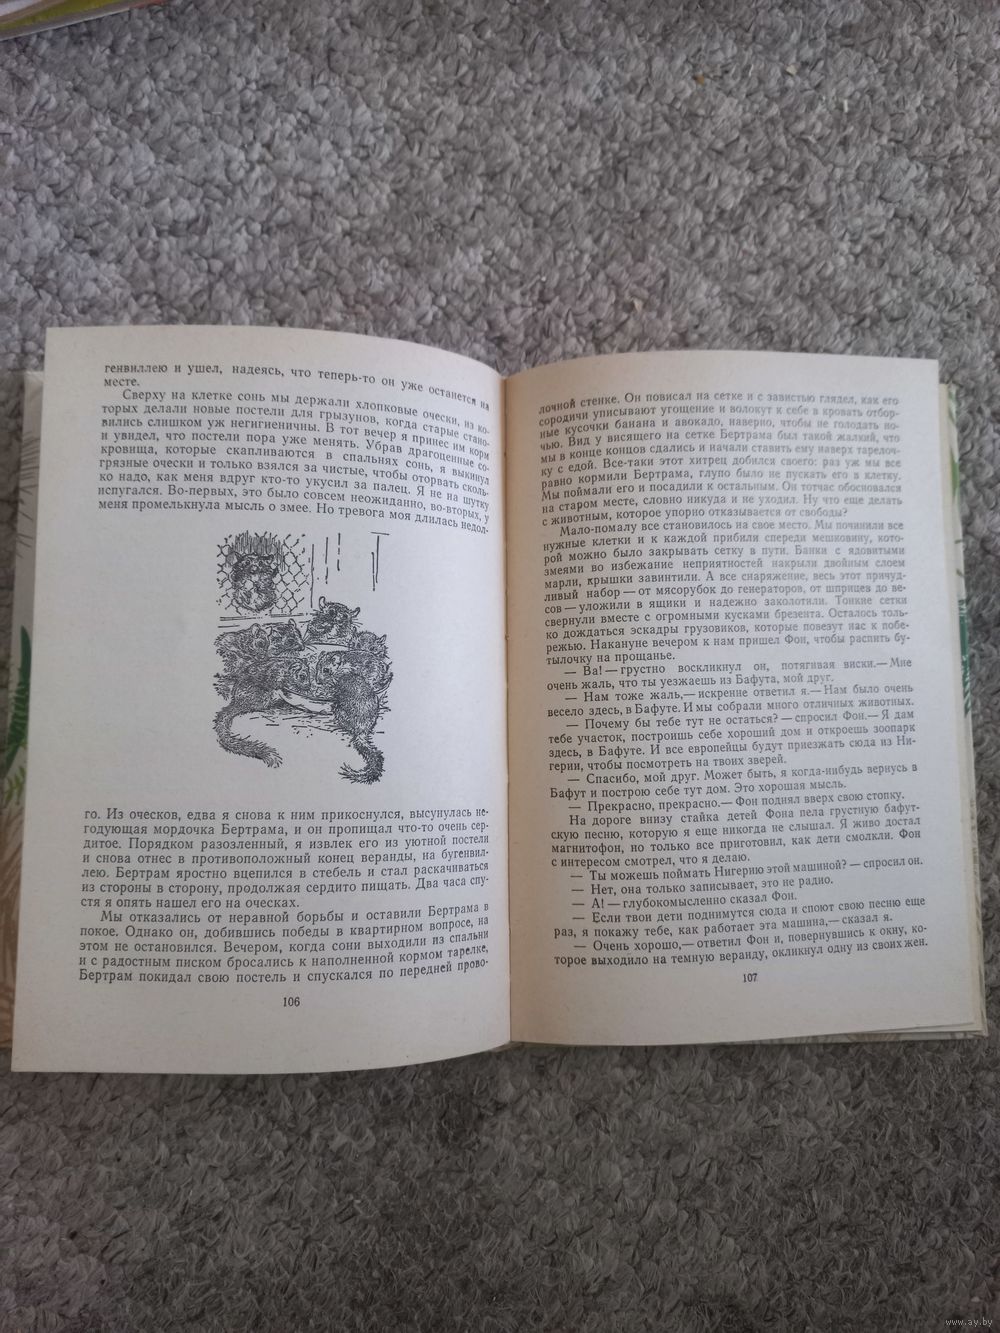 генвиллею и ушел, надеясь, что теперь-то он уже останется на
месте.
Сверху на клетке сонь мы держали хлопковые очески, из ко-
торых делали новые постели для грызунов, когда старые стано-
вились слишком уж негигиеничны. В тот вечер я принес им корм
и увидел, что постели пора уже менять. Убрав драгоценные со-
кровища, которые скапливаются в спальнях сонь, я выкинул
грязные очески и только взялся за чистые, чтобы оторвать сколь-
ко надо, как меня вдруг кто-то укусил за палец. Я не на шутку
испугался. Во-первых, это было совсем неожиданно, во-вторых, у
меня промелькнула мысль о змее. Но тревога моя длилась недол-
го. Из оческов, едва я снова к ним прикоснулся, высунулась не-
годующая мордочка Бертрама, и он пропищал что-то очень сер-
дитое. Порядком разозленный, я извлек его из уютной постели
и снова отнес в противоположный конец веранды, на бугенвил-
лею. Бертрам яростно вцепился в стебель и стал раскачиваться
из стороны в сторону, продолжая сердито пищать. Два часа спу-
стя я опять нашел его на оческах.
Мы отказались от неравной борьбы и оставили Бертрама в
покое. Однако он, добившись победы в квартирном вопросе, на
этом не остановился. Вечером, когда сони выходили из спальни
и с радостным писком бросались к наполненной кормом тарелке,
Бертрам покидал свою постель и спускался по передней прово-
106
лочной стенке. Он повисал на сетке и с завистью глядел, как его
сородичи уписывают угощение и волокут к себе в кровать отбор-
ные кусочки банана и авокадо, наверно, чтобы не голодать но-
чью. Вид у висящего на сетке Бертрама был такой жалкий, что
мы в конце концов сдались и начали ставить ему наверх тарелоч-
ку с едой. Все-таки этот хитрец добился своего: раз уж мы все
равно кормили Бертрама, глупо было не пускать его в клетку.
Мы поймали его и посадили к остальным. Он тотчас обосновался
на старом месте, словно никуда и не уходил. Ну что еще делать
с животным, которое упорно отказывается от свободы?
Мало-помалу все становилось на свое место. Мы починили все
нужные клетки и к каждой прибили спереди мешковину, кото-
рой можно было закрывать сетку в пути. Банки с ядовитыми
змеями во избежание неприятностей накрыли двойным слоем
марли, крышки завинтили. А все снаряжение, весь этот причуд-
ливый набор — от мясорубок до генераторов, от шприцев до ве-
сов — уложили в ящики и надежно заколотили. Тонкие сетки
свернули вместе с огромными кусками брезента. Осталось толь-
ко дождаться эскадры грузовиков, которые повезут нас к побе-
режью. Накануне вечером к нам пришел Фон, чтобы распить бу-
тылочку на прощанье.
— Ва! — грустно воскликнул он, потягивая виски.— Мне
очень жаль, что ты уезжаешь из Бафута, мой друг.
— Нам тоже жаль,— искренне ответил я.— Нам было очень
весело здесь, в Бафуте. И мы собрали много отличных животных.
— Почему бы тебе тут не остаться? — спросил Фон.— Я дам
тебе участок, построишь себе хороший дом и откроешь зоопарк
здесь, в Бафуте. И все европейцы будут приезжать сюда из Ни-
герии, чтобы посмотреть на твоих зверей.
— Спасибо, мой друг. Может быть, я когда-нибудь вернусь в
Бафут и построю себе тут дом. Это хорошая мысль.
— Прекрасно, прекрасно.— Фон поднял вверх свою стопку.
На дороге внизу стайка детей Фона пела грустную бафут-
скую песню, которую я еще никогда не слышал. Я живо достал
магнитофон, но только все приготовил, как дети смолкли. Фон
с интересом смотрел, что я делаю.
— Ты можешь поймать Нигерию этой машиной? — спросил он.
— Нет, она только записывает, это не радио.
— А! — глубокомысленно сказал Фон.
— Если твои дети поднимутся сюда и споют свою песню еще
раз, я покажу тебе, как работает эта машина,— сказал я.
— Очень хорошо,— ответил Фон и, повернувшись к окну, ко-
торое выходило на темную веранду, окликнул одну из своих жен.
107
www.ay.by